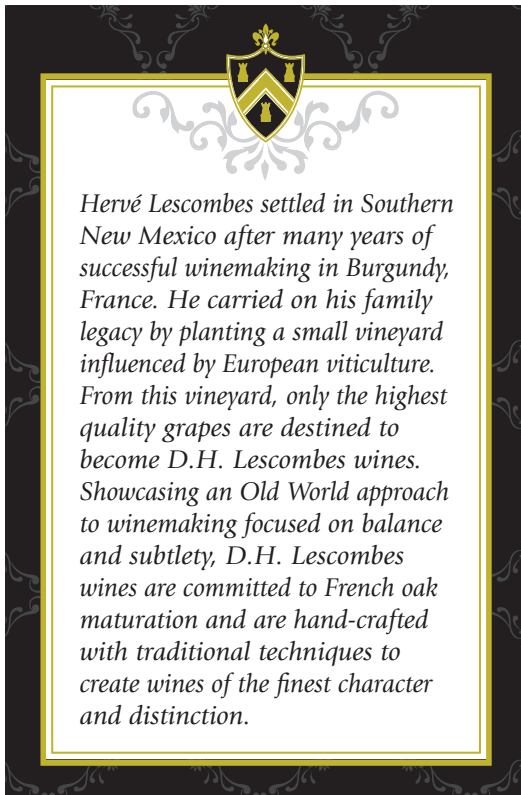 Hervé Lescombes settled in Southern
New Mexico after many years of
successful winemaking in Burgundy,
France. He carried on his family
legacy by planting a small vineyard
influenced by European viticulture.
From this vineyard, only the highest
quality grapes are destined to
become D.H. Lescombes wines.
Showcasing an Old World approach
to winemaking focused on balance
and subtlety, D.H. Lescombes
wines are committed to French oak
maturation and are hand-crafted
with traditional techniques to
create wines of the finest character
and distinction.